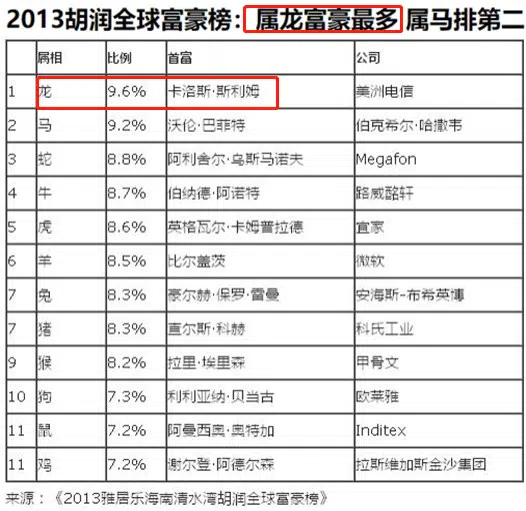 2013胡润全球富豪榜：属龙富豪最多 属马排第二
属相 比例 首富 公司
1 龙 9.6% 卡洛斯·斯利姆 美洲电信
2 马 9.2% 沃伦·巴菲特 伯克希尔·哈撒韦
3 蛇 8.8% 阿利舍尔·乌斯马诺夫 Megafon
4 牛 8.7% 伯纳德·阿诺特 路威酩轩
5 虎 8.6% 英格瓦尔·卡姆普拉德 宜家
6 羊 8.5% 比尔盖茨 微软
7 兔 8.3% 豪尔赫·保罗·雷曼 安海斯-布希英博
7 猪 8.3% 查尔斯·科赫 科氏工业
9 猴 8.2% 拉里·埃里森 甲骨文
10 狗 7.3% 利利亚纳·贝当古 欧莱雅
11 鼠 7.2% 阿曼西奥·奥特加 Inditex
11 鸡 7.2% 谢尔登·阿德尔森 拉斯维加斯金沙集团
来源：《2013雅居乐海南清水湾胡润全球富豪榜》